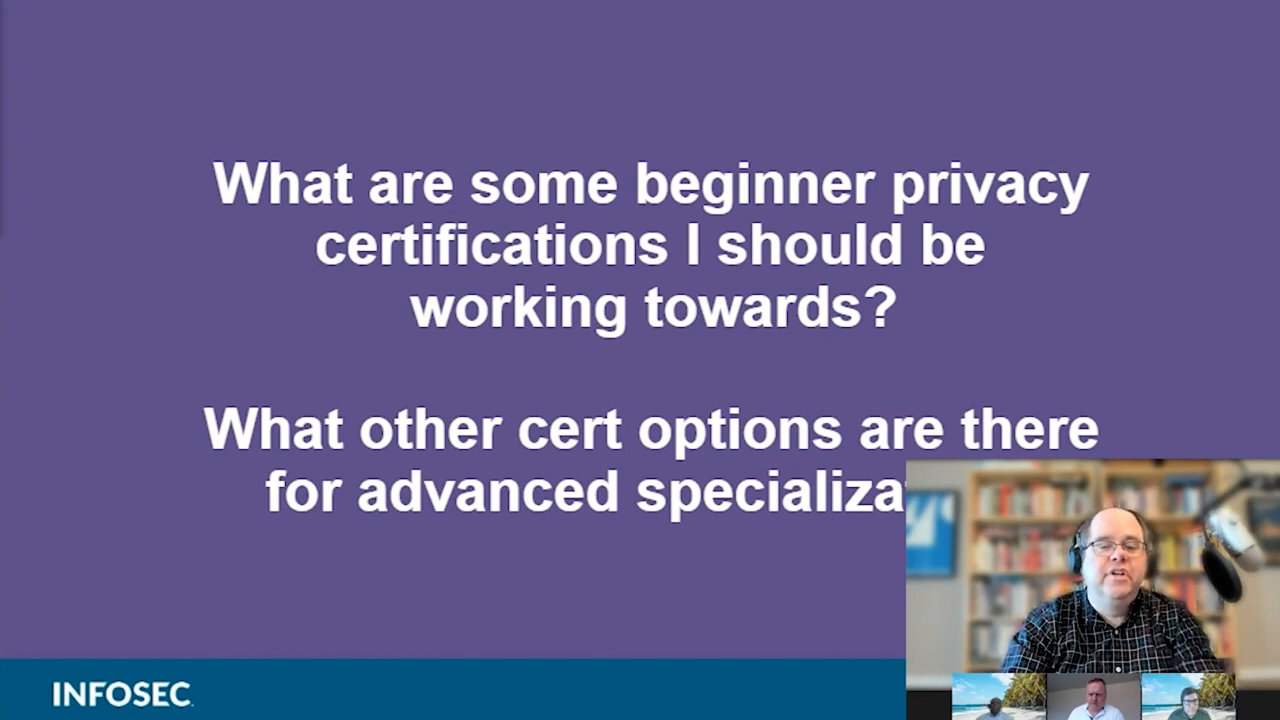 What are some beginner privacy
certifications I should be
working towards?
What other cert options are there
for advanced
INFOSEC